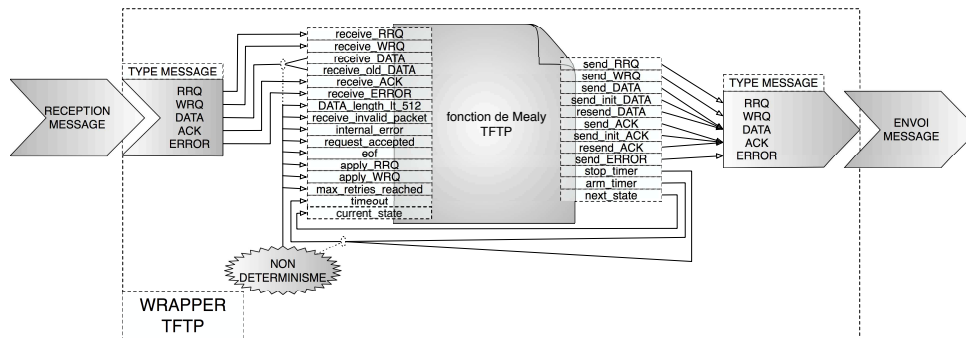 RECEPTION
MESSAGE
TYPE MESSAGE
RRQ
WRQ
DATA
ACK
ERROR
receive_RRQ
receive_WRQ
receive_DATA
receive_old_DATA
receive_ACK
receive_ERROR
DATA_length_lt_512
receive_invalid_packet
internal_error
request_accepted
eof
apply_RRQ
apply_WRQ
max_retries_reached
timeout
current_state
fonction de Mealy
TFTP
send_RRQ
send_WRQ
send_DATA
send_init_DATA
resend_DATA
send_ACK
send_init_ACK
resend_ACK
send_ERROR
stop_timer
arm_timer
next_state
TYPE MESSAGE
RRQ
WRQ
DATA
ACK
ERROR
ENVOI
MESSAGE
NON
DETERMINISME
WRAPPER
TFTP